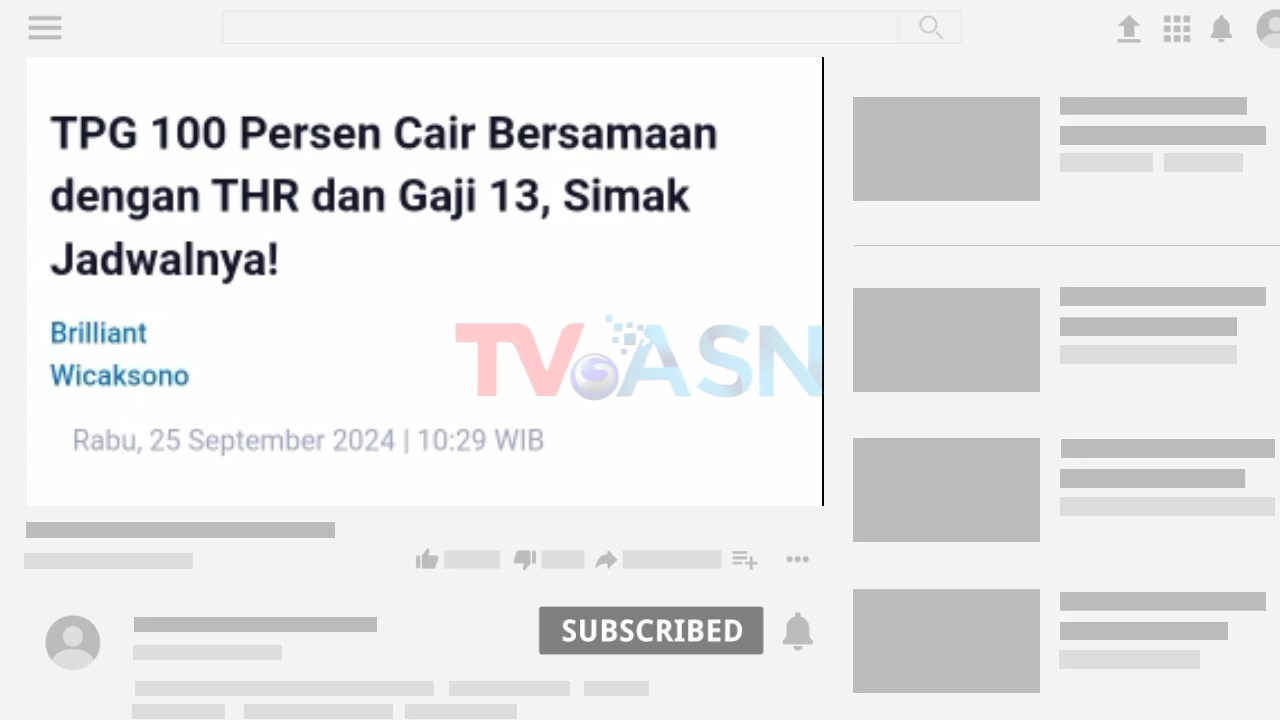 TPG 100 Persen Cair Bersamaan
dengan THR dan Gaji 13, Simak
Jadwalnya!
Brilliant
Wicaksono
TV ASN
Rabu, 25 September 2024 | 10:29 WIB
SUBSCRIBED